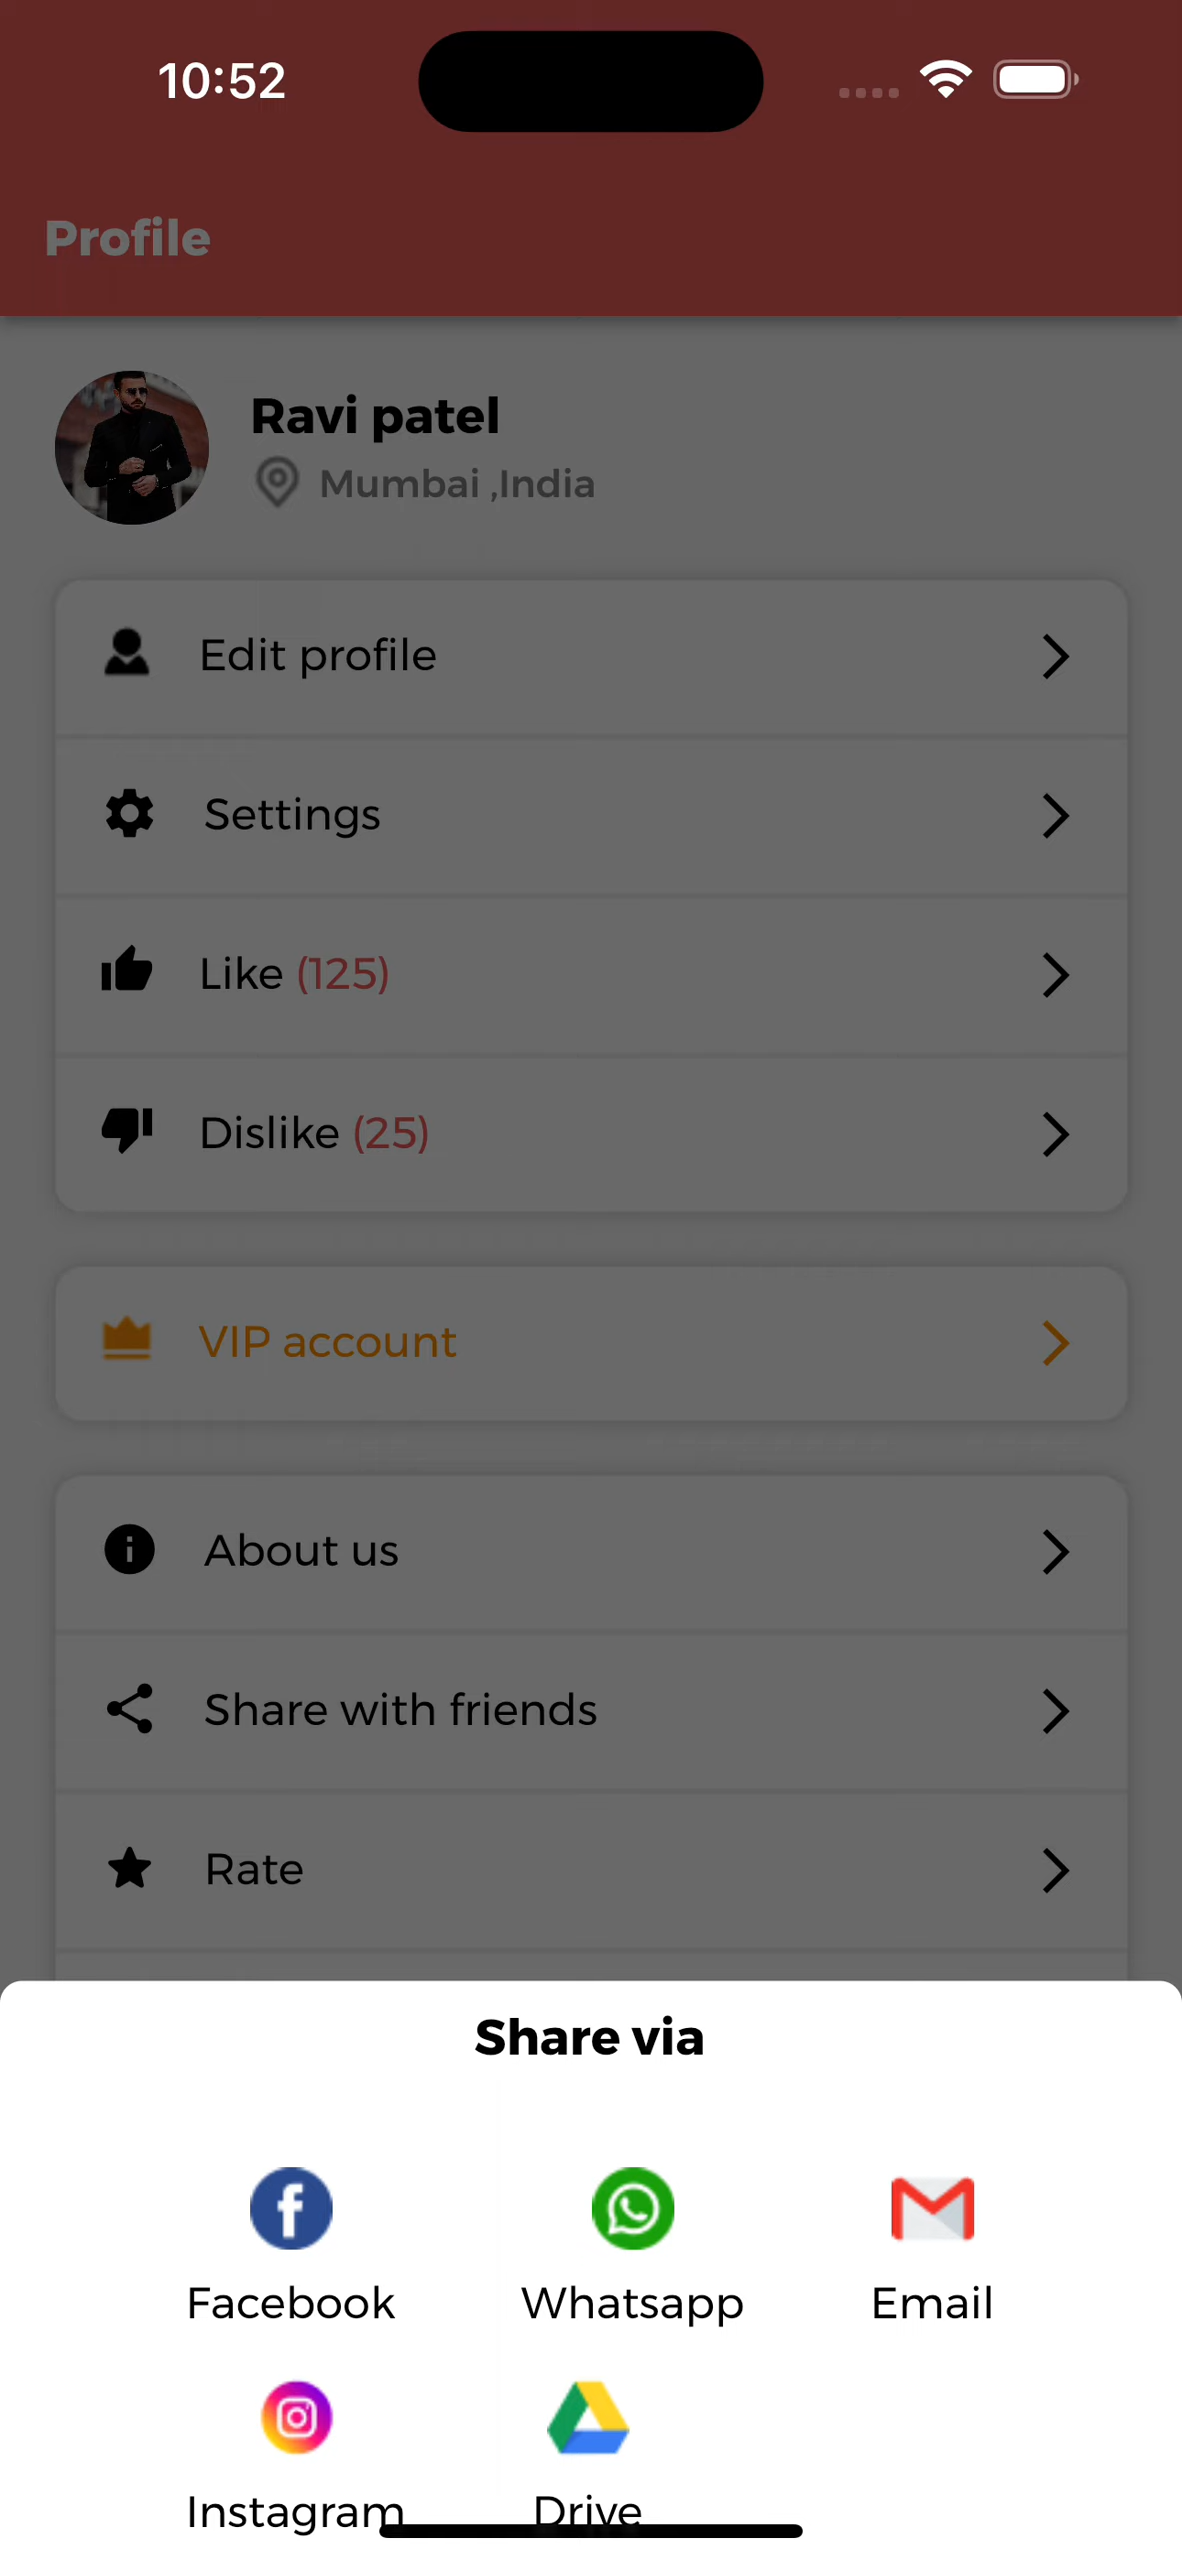 10:52
Profile
Ravi patel
Mumbai ,India
Edit profile
Settings
Like (125)
Dislike (25)
VIP account
About us
Share with friends
Rate
Share via
Facebook Whatsapp Email
Instagram Drive